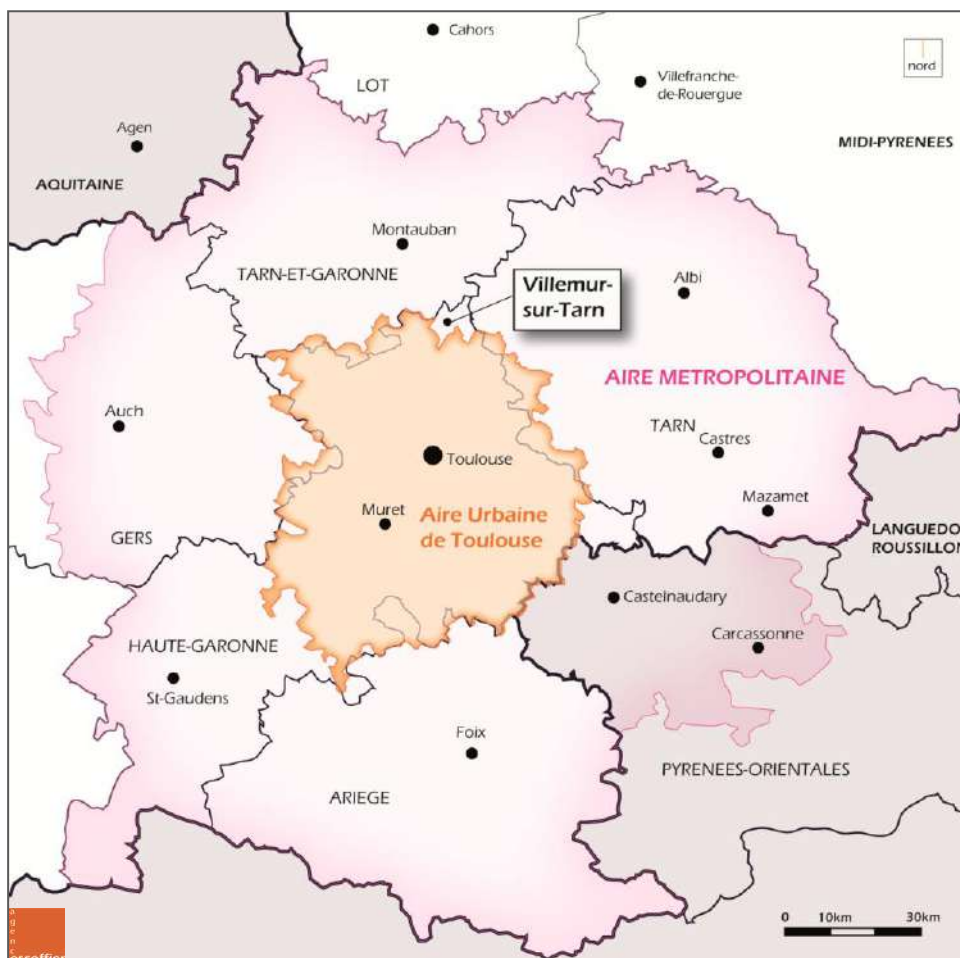 Cahors
nord
LOT
Villefranche-
de-Rouergue
Agen
MIDI-PYRENEES
AQUITAINE
Montauban
TARN-ET-GARONNE
Villemur-
sur-Tarn
Albi
AIRE METROPOLITAINE
Auch
TARN
Castres
Toulouse
Muret
Aire Urbaine
de Toulouse
Mazamet
GERS
LANGUEDO
ROUSSILLON
Castelnaudary
HAUTE-GARONNE
Carcassonne
St-Gaudens
Foix
PYRENEES-ORIENTALES
ARIEGE
0 10km 30km